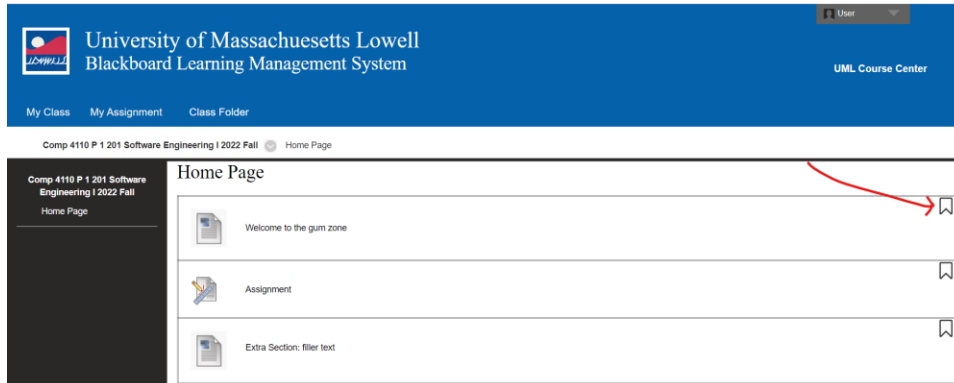 User
University of Massachuesetts Lowell
Blackboard Learning Management System
UML Course Center
My Class My Assignment Class Folder
Comp 4110 P 1 201 Software Engineering I 2022 Fall Home Page
Comp 4110 P 1 201 Software
Engineering I 2022 Fall
Home Page
Home Page
Welcome to the gum zone
Assignment
Extra Section: filler text